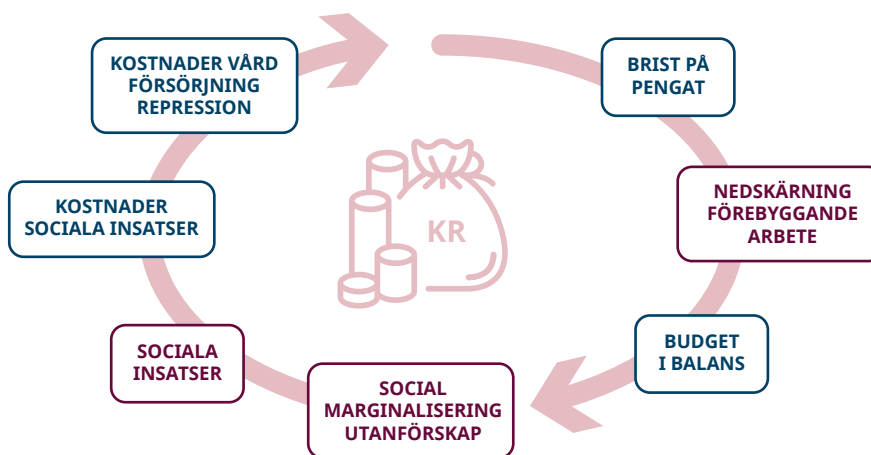 BRIST PÅ
PENGAT
NEDSKÄRNING
FÖREBYGGANDE
ARBETE
BUDGET
I BALANS
SOCIAL
MARGINALISERING
UTANFÖRSKAP
SOCIALA
INSATSER
KOSTNADER
SOCIALA INSATSER
KOSTNADER VÅRD
FÖRSÖRJNING
REPRESSION
KR